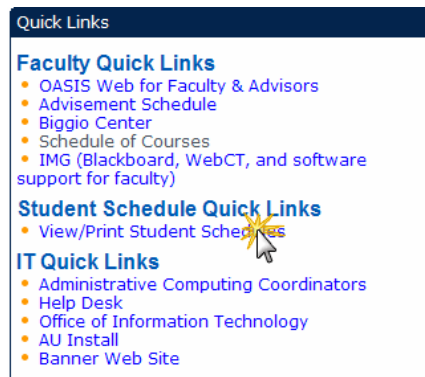 Quick Links
Faculty Quick Links
• OASIS Web for Faculty & Advisors
• Advisement Schedule
• Biggio Center
• Schedule of Courses
• IMG (Blackboard, WebCT, and software
support for faculty)
Student Schedule Quick Links
• View/Print Student Schedules
IT Quick Links
• Administrative Computing Coordinators
• Help Desk
• Office of Information Technology
• AU Install
• Banner Web Site